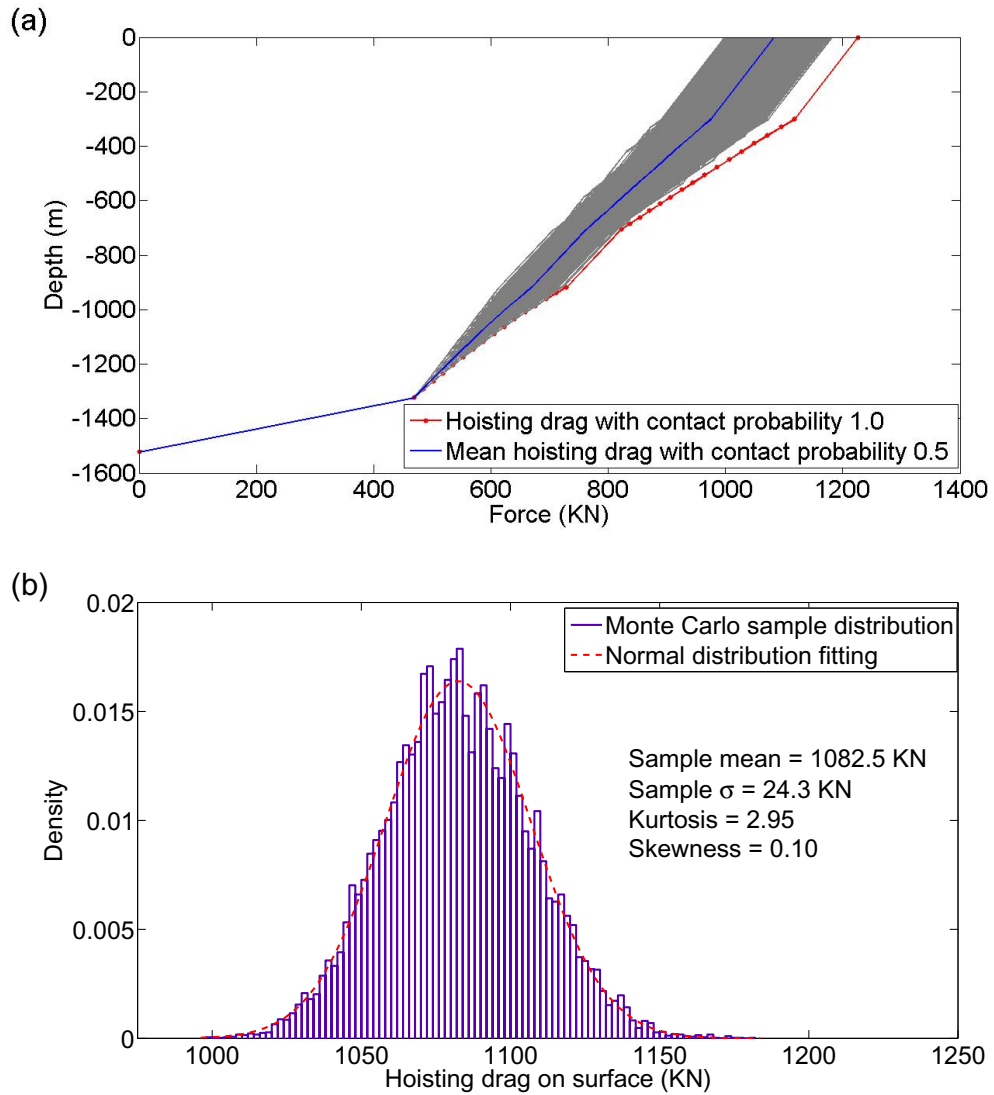 (a)
0
-200
-400
-600
-800
-1000
-1200
-1400
-1600
Depth (m)
Hoisting drag with contact probability 1.0
Mean hoisting drag with contact probability 0.5
0 200 400 600 800 1000 1200 1400
Force (KN)
(b)
0.02
0.015
0.01
0.005
0
Density
Monte Carlo sample distribution
Normal distribution fitting
Sample mean = 1082.5 KN
Sample σ = 24.3 KN
Kurtosis = 2.95
Skewness = 0.10
1000 1050 1100 1150 1200 1250
Hoisting drag on surface (KN)